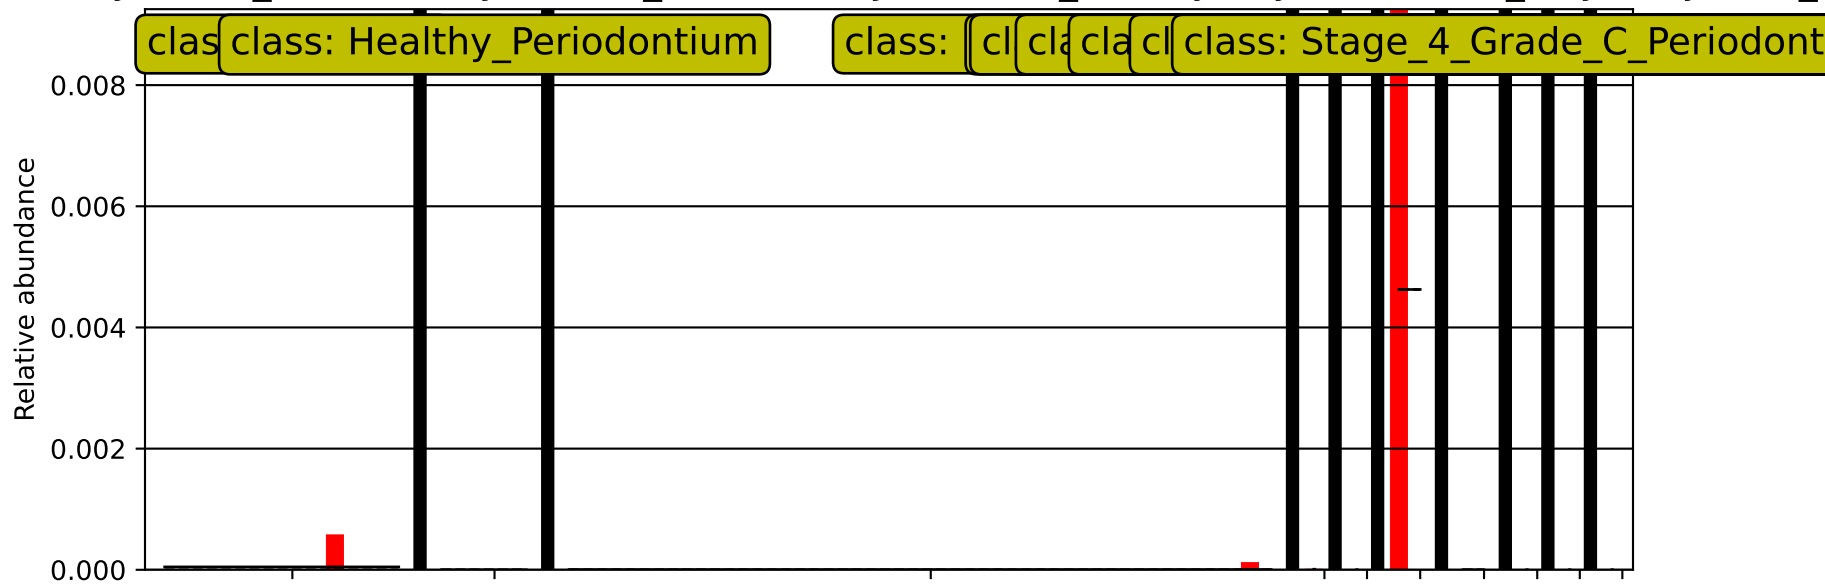 clas class: Healthy_Periodontium class: cl cla cla cl class: Stage_4_Grade_C_Periodont
0.008
0.006
0.004
0.002
0.000
Relative abundance